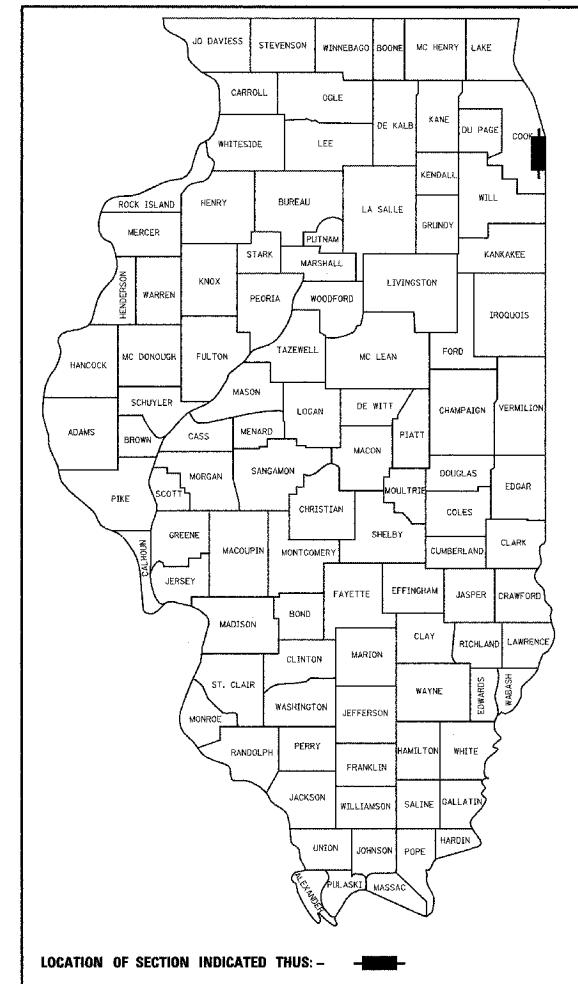 JO DAVIESS STEVENSON WINNEBAGO BOONE MC HENRY LAKE
CARROLL OGLE DE KALB KANE DU PAGE COOK
WHITESIDE LEE KENDALL WILL
ROCK ISLAND HENRY BUREAU LA SALLE GRUNDY
MERCER PUTNAM KANKAKEE
HENDERSON WARREN KNOX STARK MARSHALL LIVINGSTON IROQUOIS
PEORIA WOODFORD
HANCOCK MC DONOUGH FULTON TAZEWELL MC LEAN FORD
SCHUYLER MASON LOGAN DE WITT CHAMPAIGN VERMILION
ADAMS BROWN CASS MENARD MACON PIATT
PIKE SCOTT MORGAN SANGAMON CHRISTIAN MOULTRIE DOUGLAS EDGAR
COLES
CALHOUN GREENE MACOUPIN MONTGOMERY SHELBY CUMBERLAND CLARK
JERSEY FAYETTE EFFINGHAM JASPER CRAWFORD
MADISON BOND CLAY RICHLAND LAWRENCE
CLINTON MARION
ST. CLAIR WASHINGTON JEFFERSON WAYNE EDWARDS WABASH
MONROE
RANDOLPH PERRY FRANKLIN HAMILTON WHITE
JACKSON WILLIAMSON SALINE GALLATIN
UNION JOHNSON POPE HARDIN
ALEXANDER PULASKI MASSAC
LOCATION OF SECTION INDICATED THUS: -